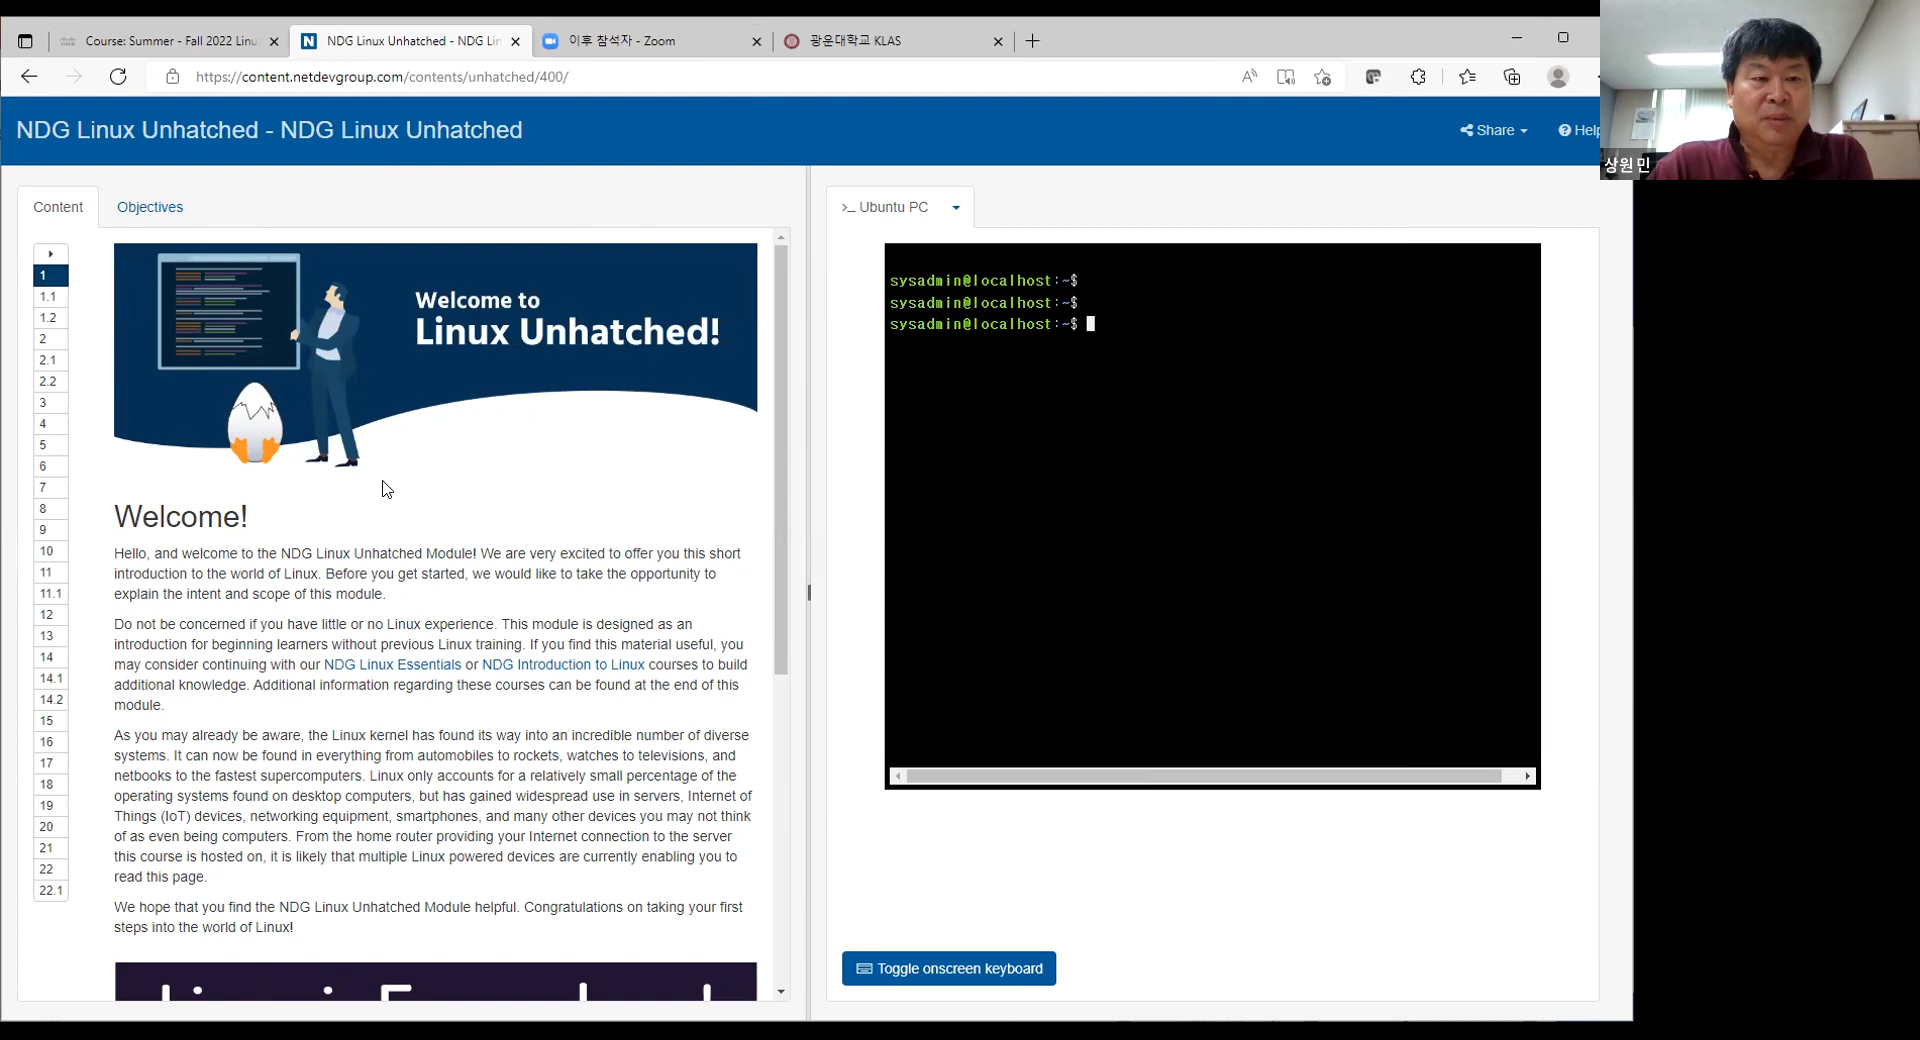 Course: Summer - Fall 2022 Linu
NDG Linux Unhatched - NDG Lin
이후 참석자 - Zoom
광운대학교 KLAS
https://content.netdevgroup.com/contents/unhatched/400/
NDG Linux Unhatched - NDG Linux Unhatched
Share
Help
상원 민
Content
Objectives
>_ Ubuntu PC
1
1.1
1.2
2
2.1
2.2
3
4
5
6
7
8
9
10
11
11.1
12
13
14
14.1
14.2
15
16
17
18
19
20
21
22
22.1
Welcome to
Linux Unhatched!
Welcome!
Hello, and welcome to the NDG Linux Unhatched Module! We are very excited to offer you this short
introduction to the world of Linux. Before you get started, we would like to take the opportunity to
explain the intent and scope of this module.
Do not be concerned if you have little or no Linux experience. This module is designed as an
introduction for beginning learners without previous Linux training. If you find this material useful, you
may consider continuing with our NDG Linux Essentials or NDG Introduction to Linux courses to build
additional knowledge. Additional information regarding these courses can be found at the end of this
module.
As you may already be aware, the Linux kernel has found its way into an incredible number of diverse
systems. It can now be found in everything from automobiles to rockets, watches to televisions, and
netbooks to the fastest supercomputers. Linux only accounts for a relatively small percentage of the
operating systems found on desktop computers, but has gained widespread use in servers, Internet of
Things (IoT) devices, networking equipment, smartphones, and many other devices you may not think
of as even being computers. From the home router providing your Internet connection to the server
this course is hosted on, it is likely that multiple Linux powered devices are currently enabling you to
read this page.
We hope that you find the NDG Linux Unhatched Module helpful. Congratulations on taking your first
steps into the world of Linux!
sysadmin@localhost:~$
sysadmin@localhost:~$
sysadmin@localhost:~$
Toggle onscreen keyboard